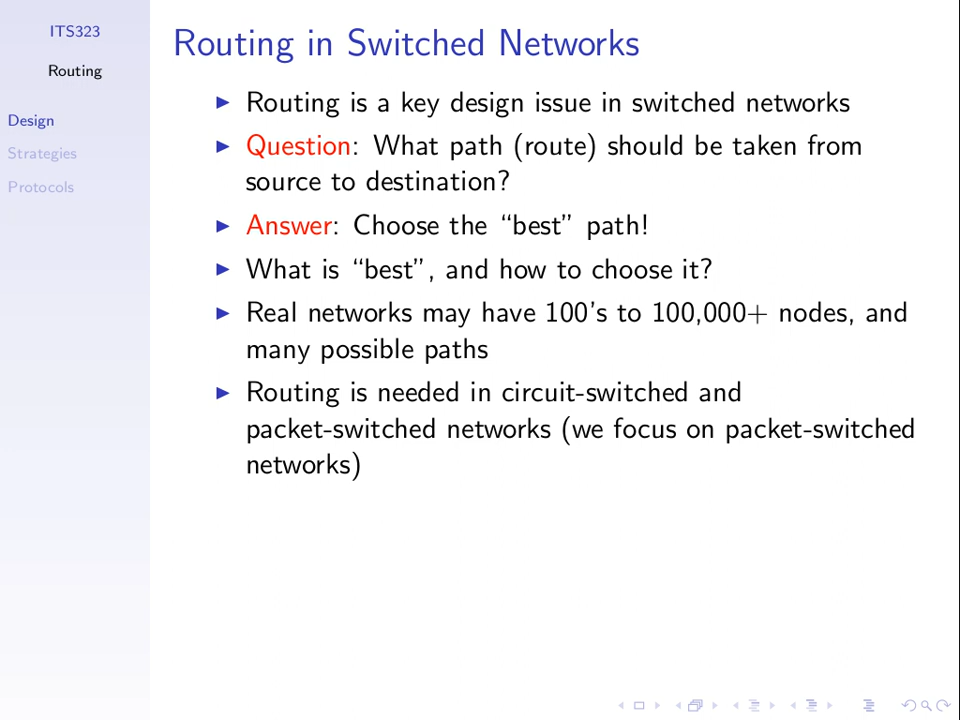 ITS323
Routing
Design
Strategies
Protocols
Routing in Switched Networks
Routing is a key design issue in switched networks
Question: What path (route) should be taken from
source to destination?
Answer: Choose the “best” path!
What is “best”, and how to choose it?
Real networks may have 100’s to 100,000+ nodes, and
many possible paths
Routing is needed in circuit-switched and
packet-switched networks (we focus on packet-switched
networks)